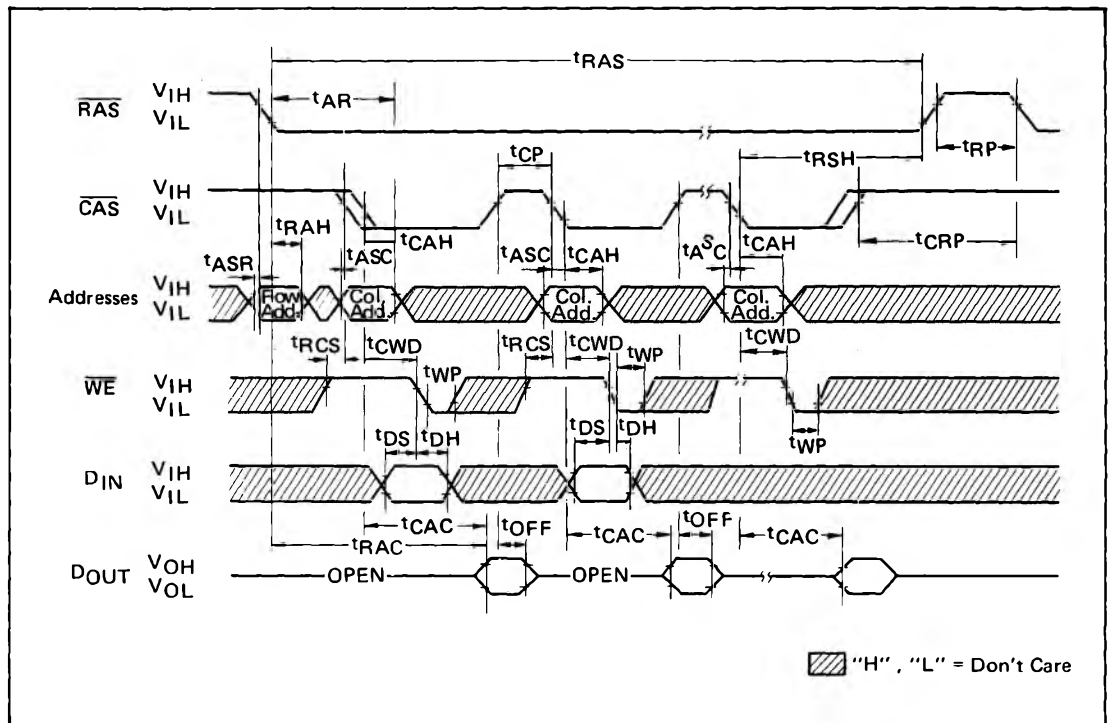 tRAS
RAS VIH VIL
tAR
tRP
tRSH
tCP
CAS VIH VIL
tRAH
tASC
tCAH
tASC
tCAH
tASC
tCAH
tCRP
tASR
Addresses VIH VIL
Row Add.
Col. Add.
Col. Add.
Col. Add.
tRCS
tCWD
tRCS
tCWD
tCWD
tWP
tWP
WE VIH VIL
tWP
tDS
tDH
tDS
tDH
DIN VIH VIL
tCAC
tOFF
tCAC
tOFF
tCAC
tRAC
DOUT VOH VOL
OPEN
OPEN
"H" , "L" = Don't Care